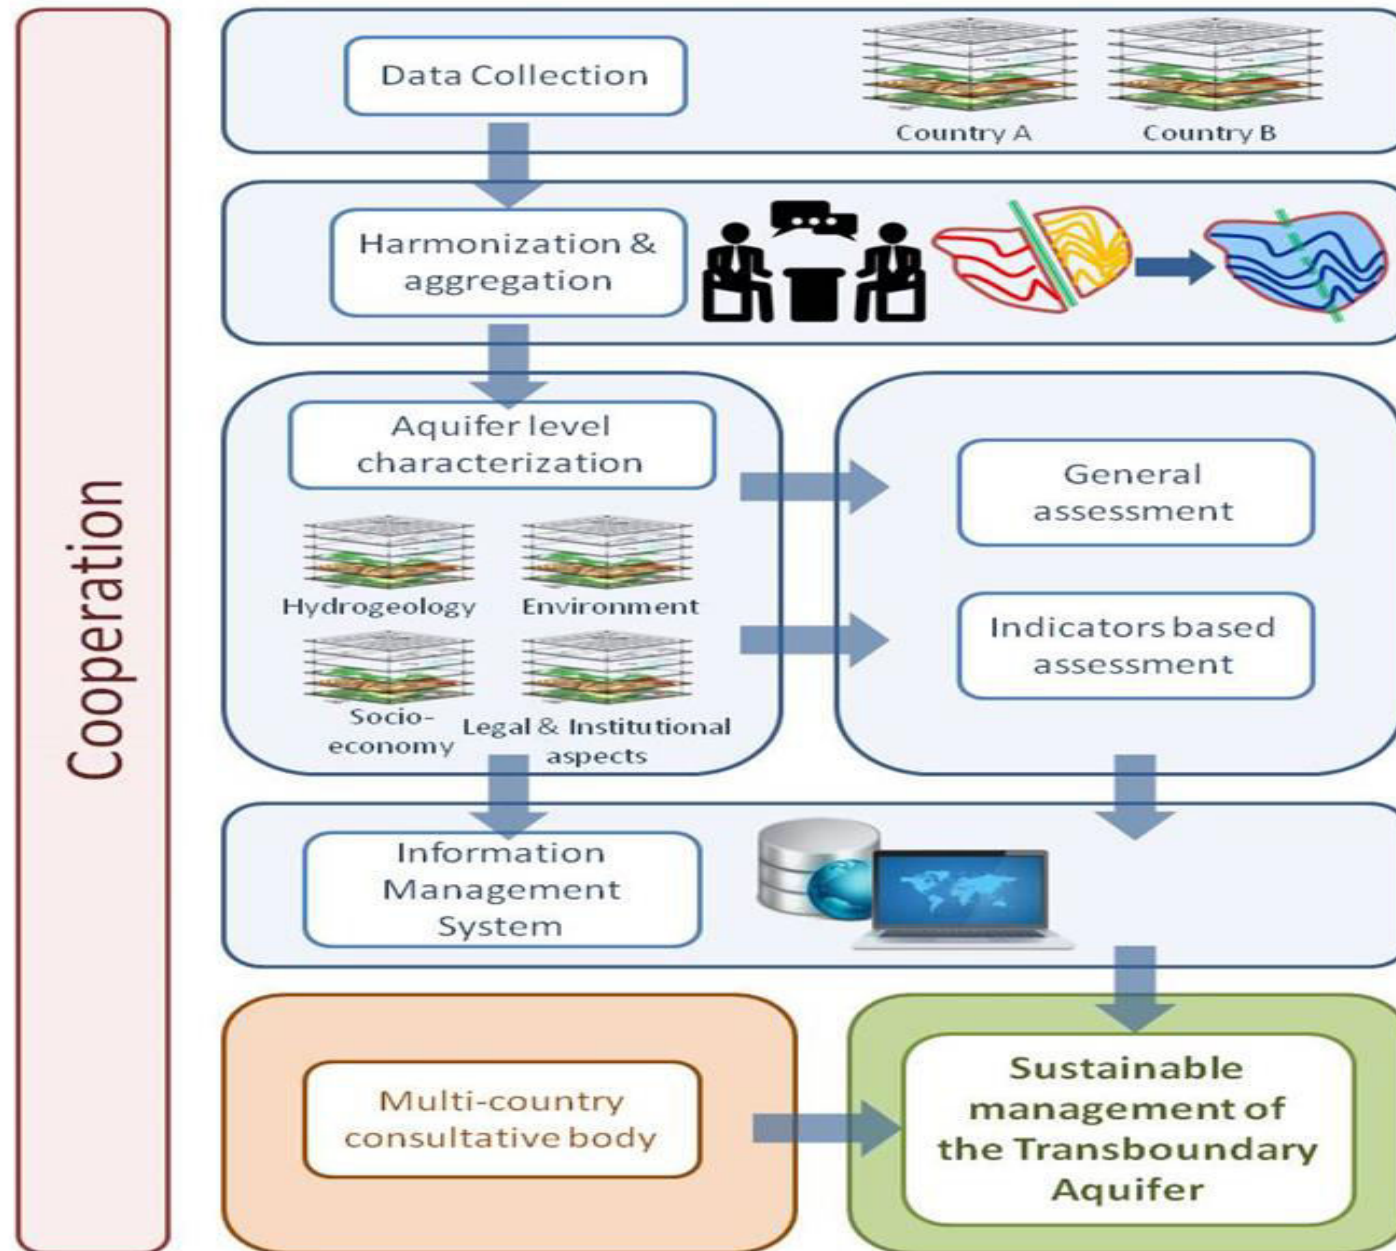 Cooperation
Data Collection
Country A
Country B
Harmonization &
aggregation
Aquifer level
characterization
Hydrogeology
Environment
Socio-
economy
Legal & Institutional
aspects
General
assessment
Indicators based
assessment
Information
Management
System
Multi-country
consultative body
Sustainable
management of
the Transboundary
Aquifer